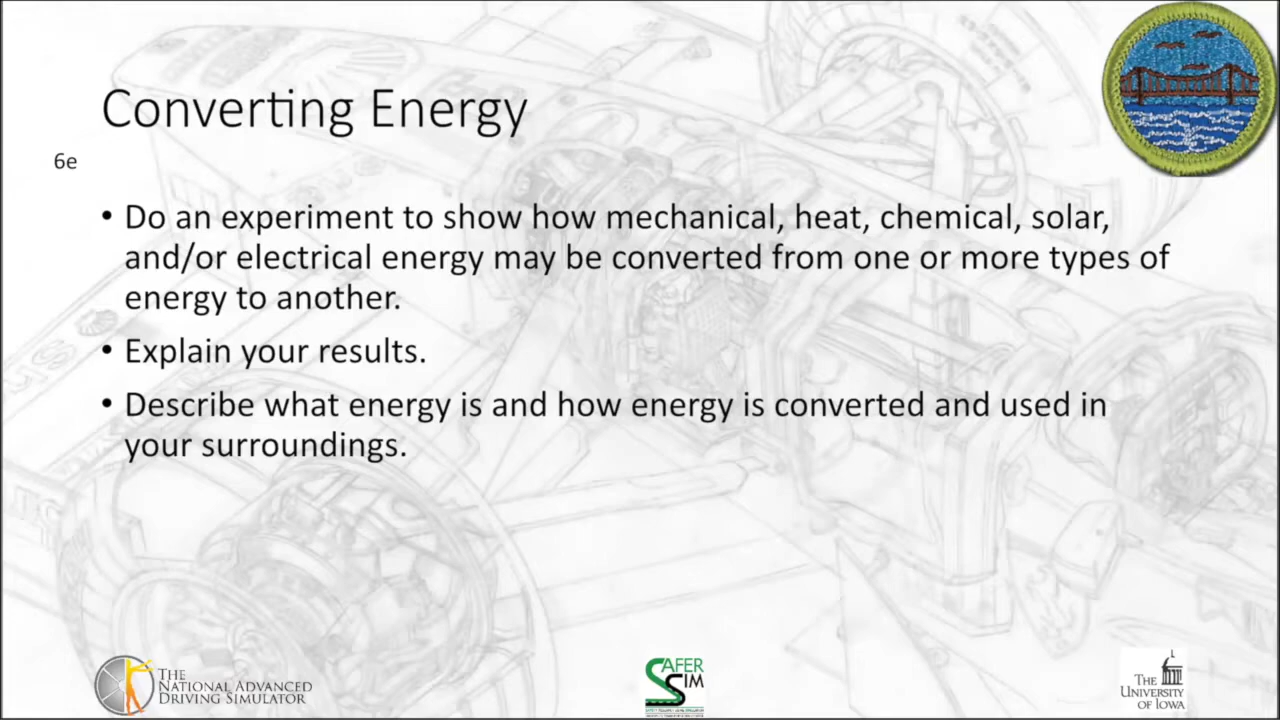 Converting Energy
6e
• Do an experiment to show how mechanical, heat, chemical, solar,
and/or electrical energy may be converted from one or more types of
energy to another.
• Explain your results.
• Describe what energy is and how energy is converted and used in
your surroundings.
THE
NATIONAL ADVANCED
DRIVING SIMULATOR
SAFER
SIM
THE
UNIVERSITY
OF IOWA